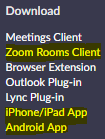 Download
Meetings Client
Zoom Rooms Client
Browser Extension
Outlook Plug-in
Lync Plug-in
iPhone/iPad App
Android App